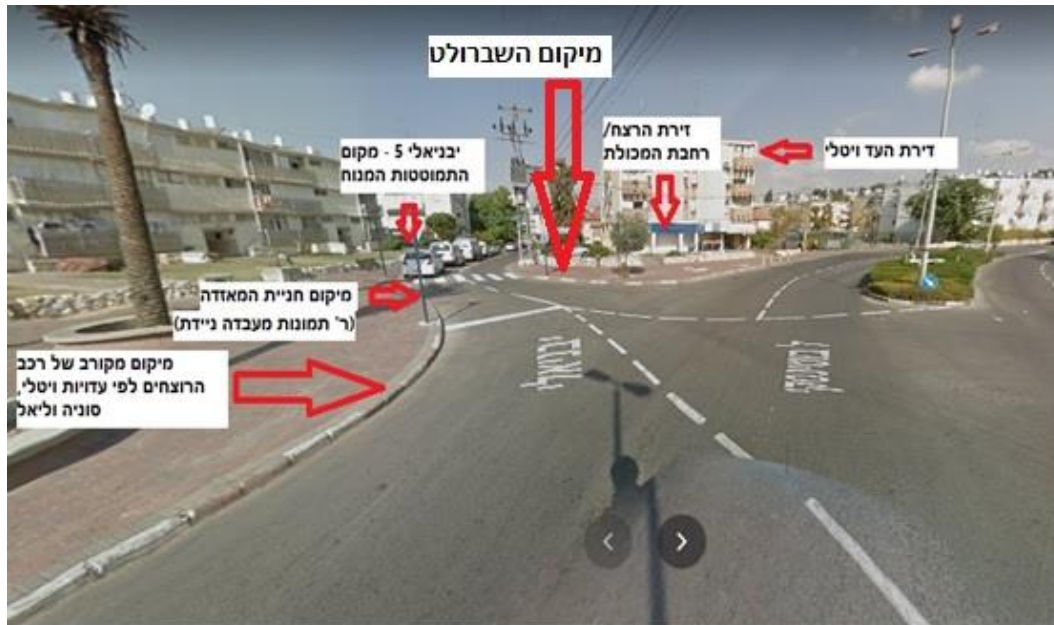 מיקום השברולט
זירת הרצח/
רחבת המכולת
דירת העד ויטלי
יבניאלי 5 - מקום
התמוטטות המנוח
מיקום חניית המאזדה
(ר' תמונות מעבדה ניידת)
מיקום מקורב של רכב
הרוצחים לפי עדויות ויטלי,
סוניה וליאל